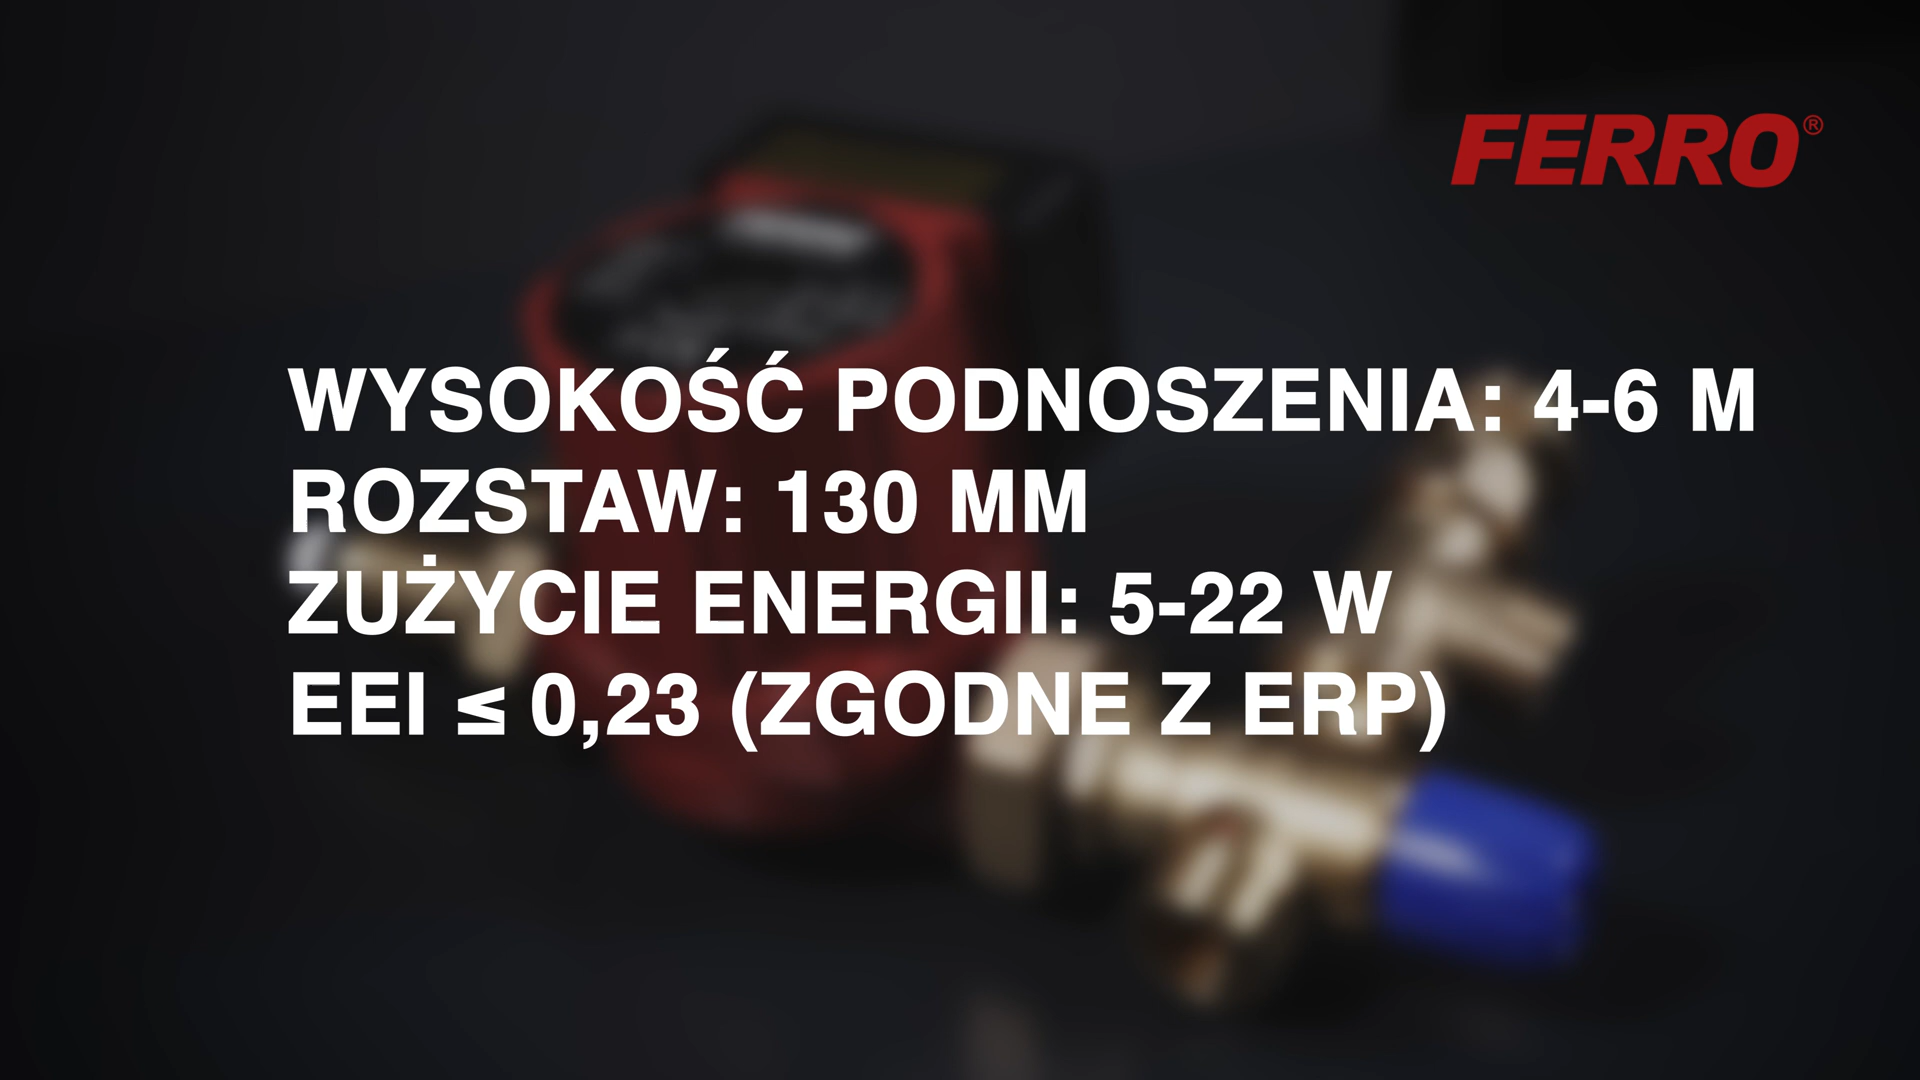 FERRO®
WYSOKOŚĆ PODNOSZENIA: 4-6 M
ROZSTAW: 130 MM
ZUŻYCIE ENERGII: 5-22 W
EEI ≤ 0,23 (ZGODNE Z ERP)